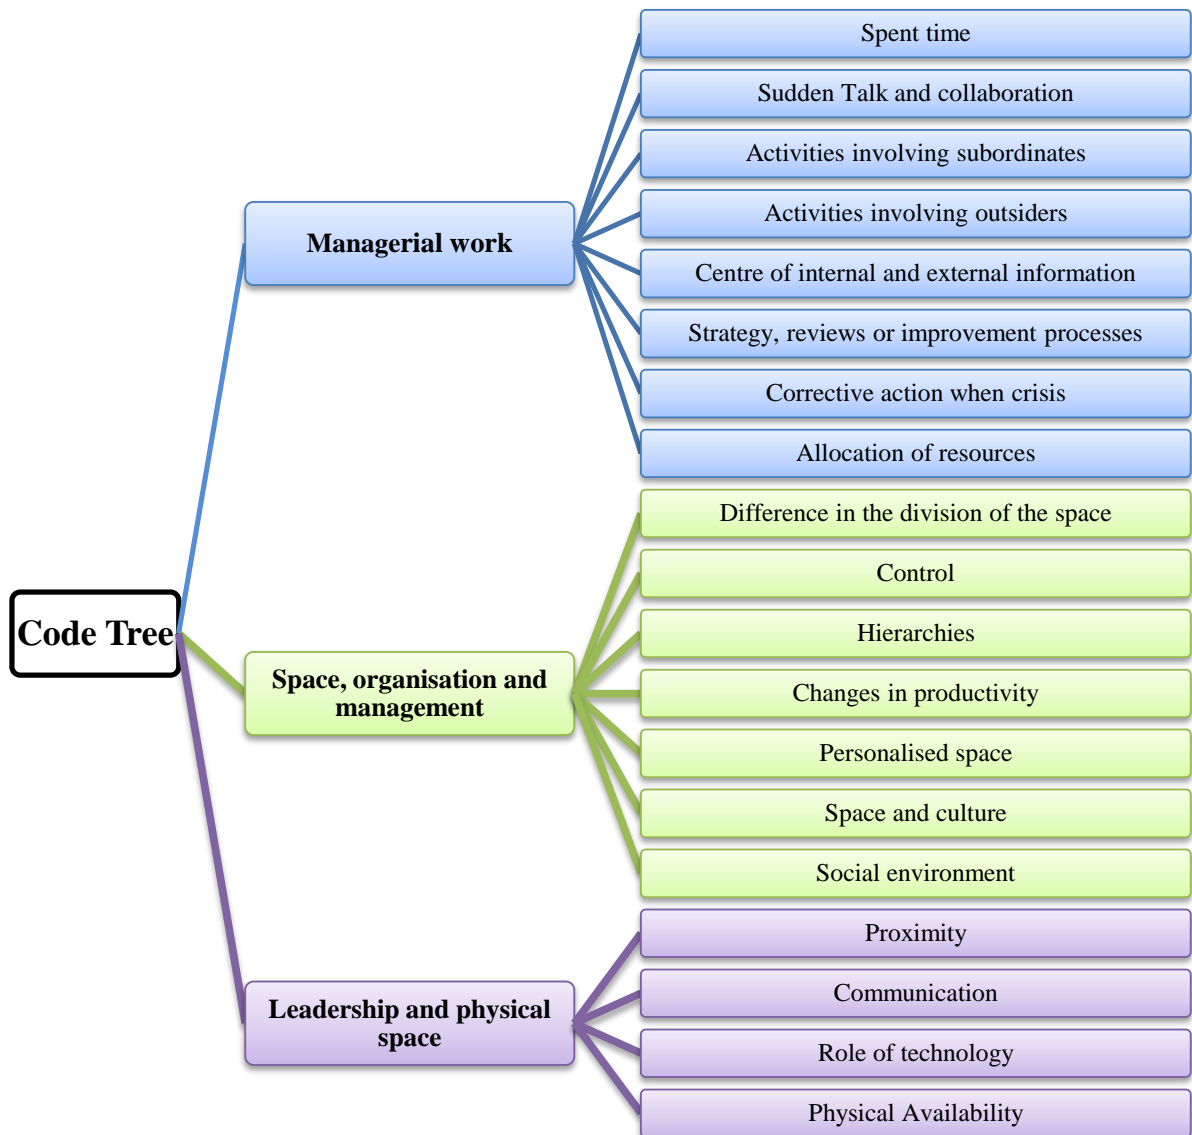 Code Tree
Managerial work
Spent time
Sudden Talk and collaboration
Activities involving subordinates
Activities involving outsiders
Centre of internal and external information
Strategy, reviews or improvement processes
Corrective action when crisis
Allocation of resources
Space, organisation and
management
Difference in the division of the space
Control
Hierarchies
Changes in productivity
Personalised space
Space and culture
Social environment
Leadership and physical
space
Proximity
Communication
Role of technology
Physical Availability